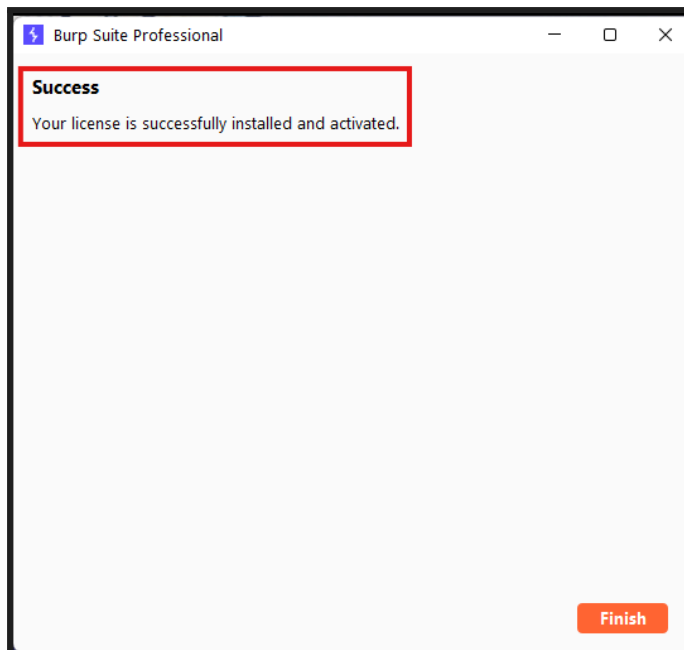 Burp Suite Professional
Success
Your license is successfully installed and activated.
Finish